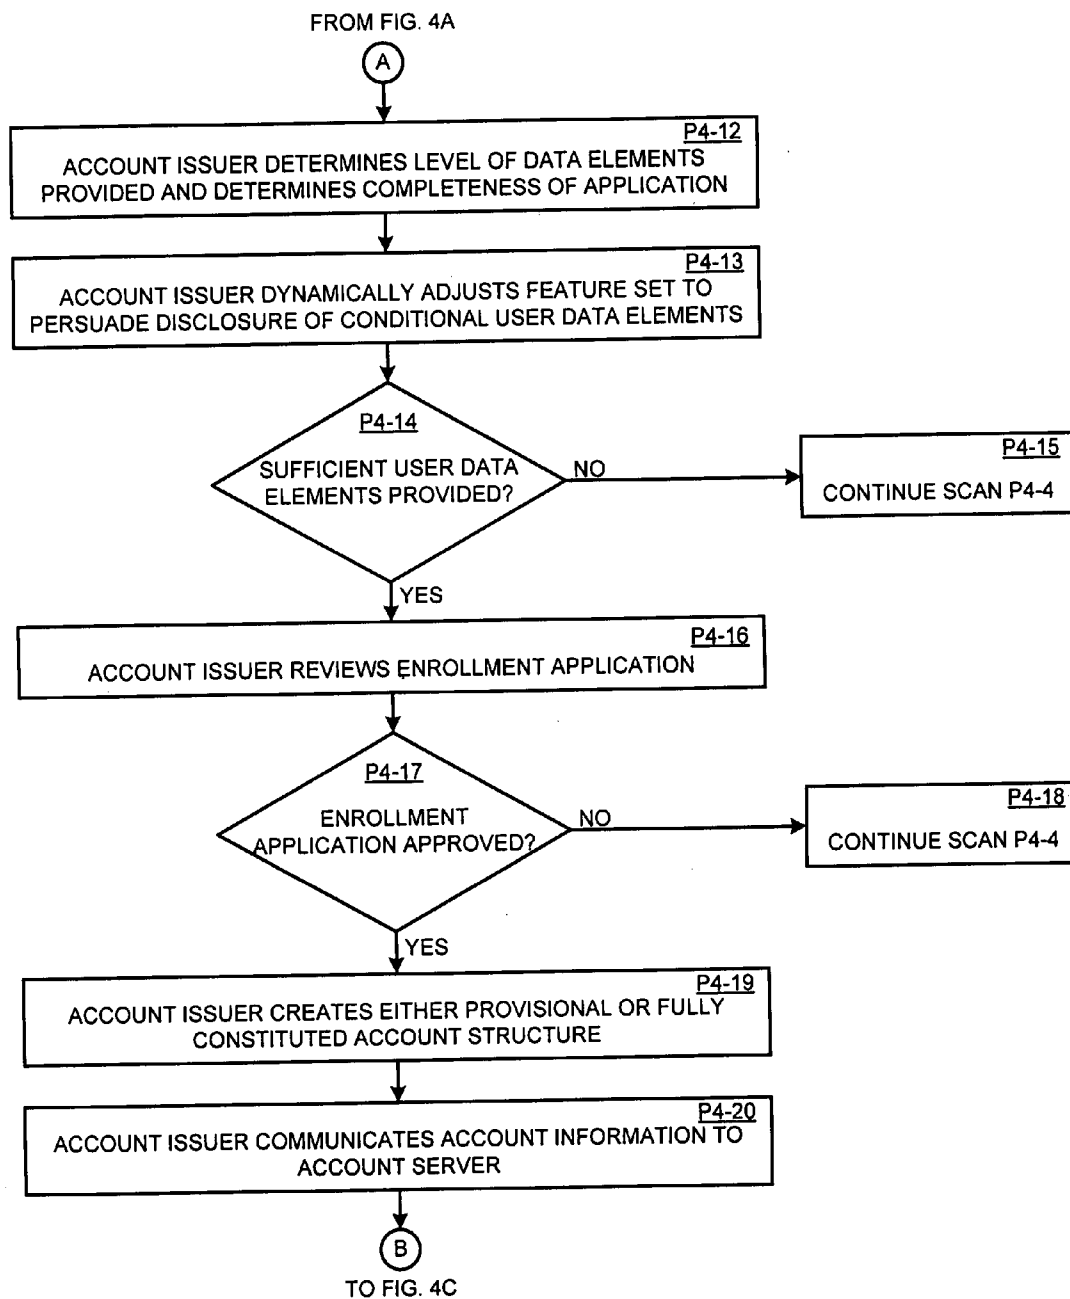 FROM FIG. 4A
A
P4-12
ACCOUNT ISSUER DETERMINES LEVEL OF DATA ELEMENTS
PROVIDED AND DETERMINES COMPLETENESS OF APPLICATION
P4-13
ACCOUNT ISSUER DYNAMICALLY ADJUSTS FEATURE SET TO
PERSUADE DISCLOSURE OF CONDITIONAL USER DATA ELEMENTS
P4-14
SUFFICIENT USER DATA
ELEMENTS PROVIDED?
NO
P4-15
CONTINUE SCAN P4-4
YES
P4-16
ACCOUNT ISSUER REVIEWS ENROLLMENT APPLICATION
P4-17
ENROLLMENT
APPLICATION APPROVED?
NO
P4-18
CONTINUE SCAN P4-4
YES
P4-19
ACCOUNT ISSUER CREATES EITHER PROVISIONAL OR FULLY
CONSTITUTED ACCOUNT STRUCTURE
P4-20
ACCOUNT ISSUER COMMUNICATES ACCOUNT INFORMATION TO
ACCOUNT SERVER
B
TO FIG. 4C